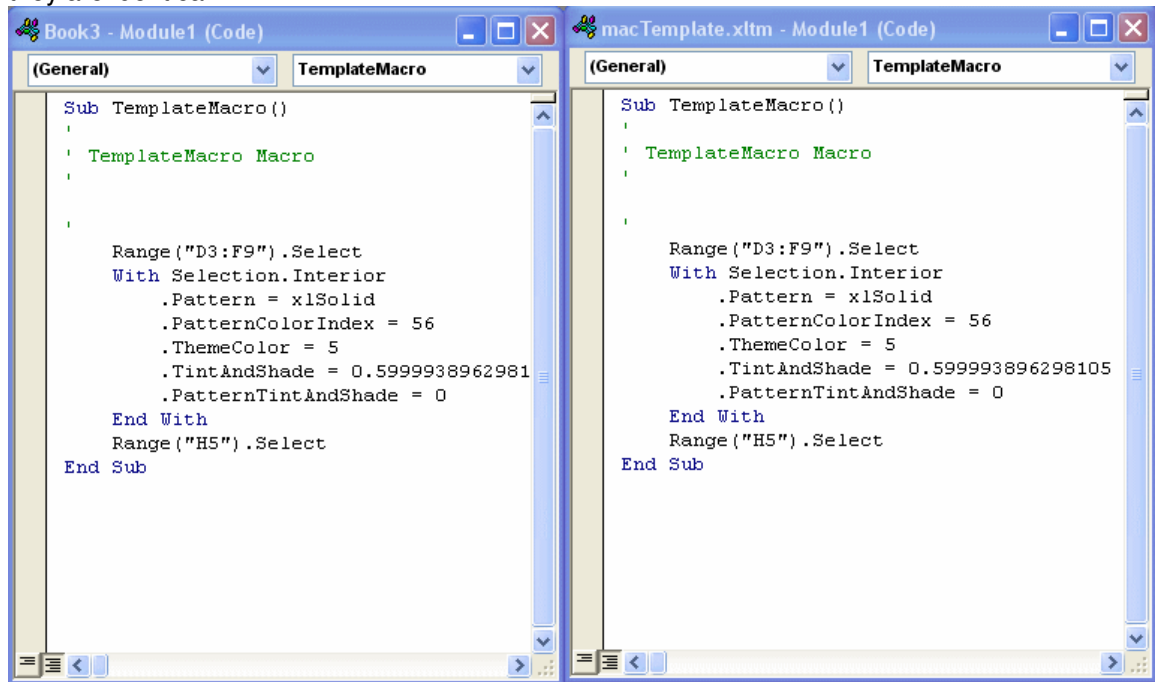 Book3 - Module1 (Code)
(General) TemplateMacro
Sub TemplateMacro()
'
' TemplateMacro Macro
'
'
Range("D3:F9").Select
With Selection.Interior
.Pattern = xlSolid
.PatternColorIndex = 56
.ThemeColor = 5
.TintAndShade = 0.5999938962981
.PatternTintAndShade = 0
End With
Range("H5").Select
End Sub
macTemplate.xltm - Module1 (Code)
(General) TemplateMacro
Sub TemplateMacro()
'
' TemplateMacro Macro
'
'
Range("D3:F9").Select
With Selection.Interior
.Pattern = xlSolid
.PatternColorIndex = 56
.ThemeColor = 5
.TintAndShade = 0.599993896298105
.PatternTintAndShade = 0
End With
Range("H5").Select
End Sub